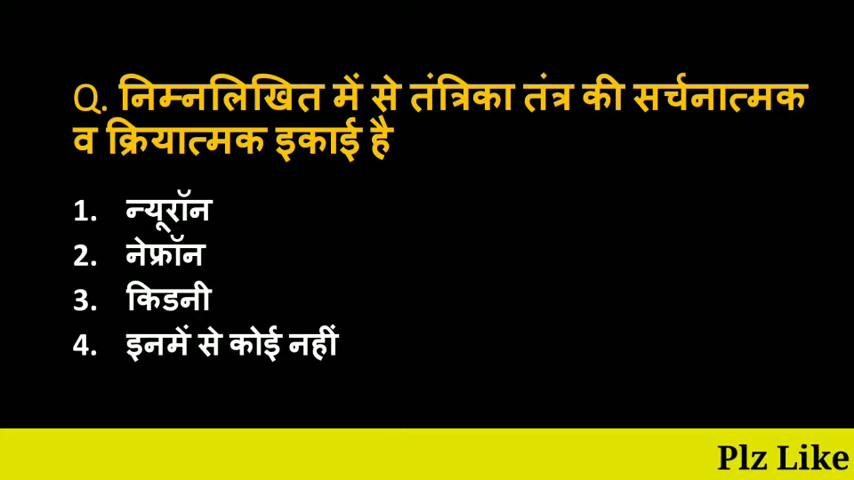 Q. निम्नलिखित में से तंत्रिका तंत्र की सर्चनात्मक
व क्रियात्मक इकाई है
1. न्यूरॉन
2. नेफ्रॉन
3. किडनी
4. इनमें से कोई नहीं
Plz Like